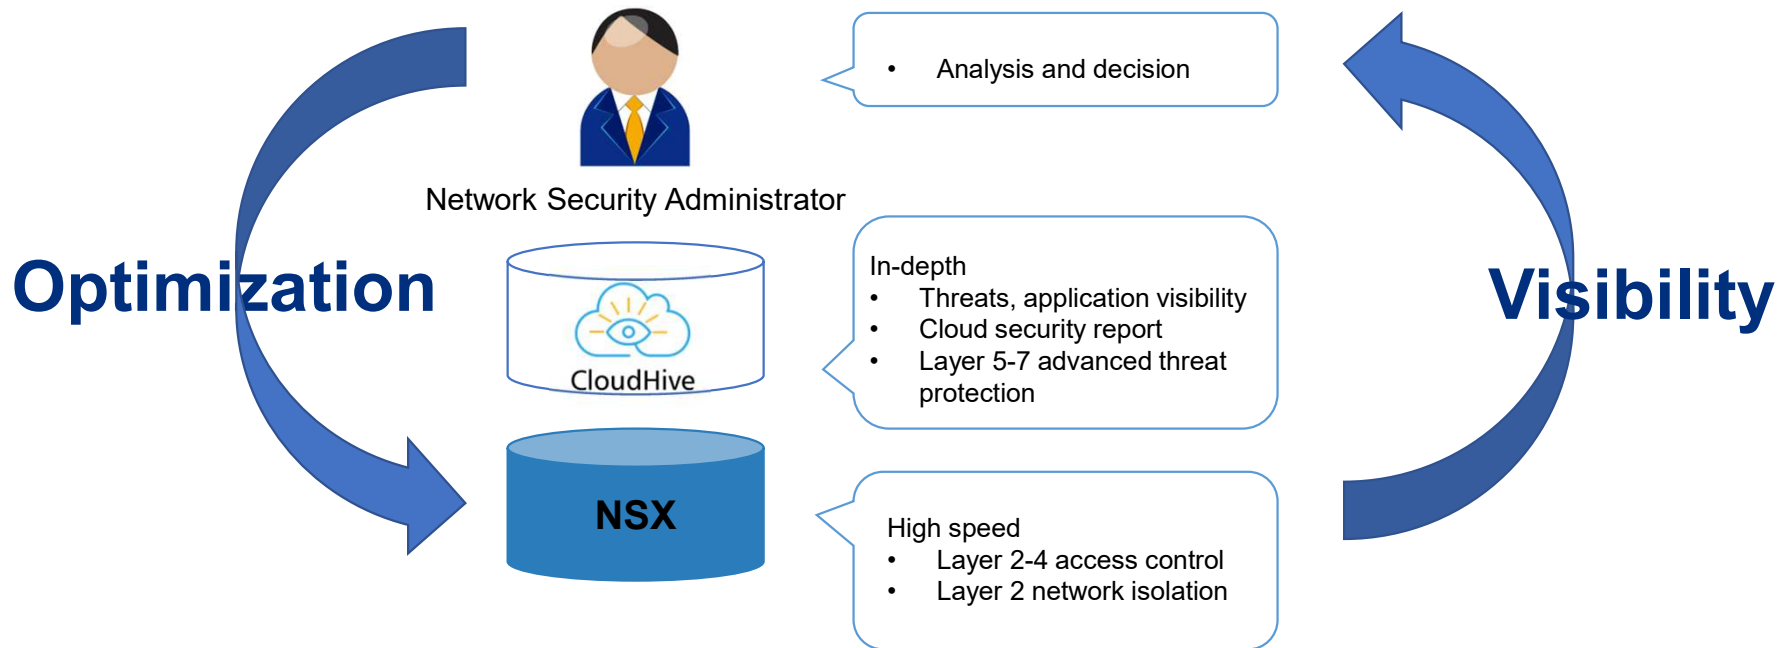 • Analysis and decision
Network Security Administrator
Optimization
Visibility
In-depth
• Threats, application visibility
• Cloud security report
• Layer 5-7 advanced threat
protection
CloudHive
NSX
High speed
• Layer 2-4 access control
• Layer 2 network isolation